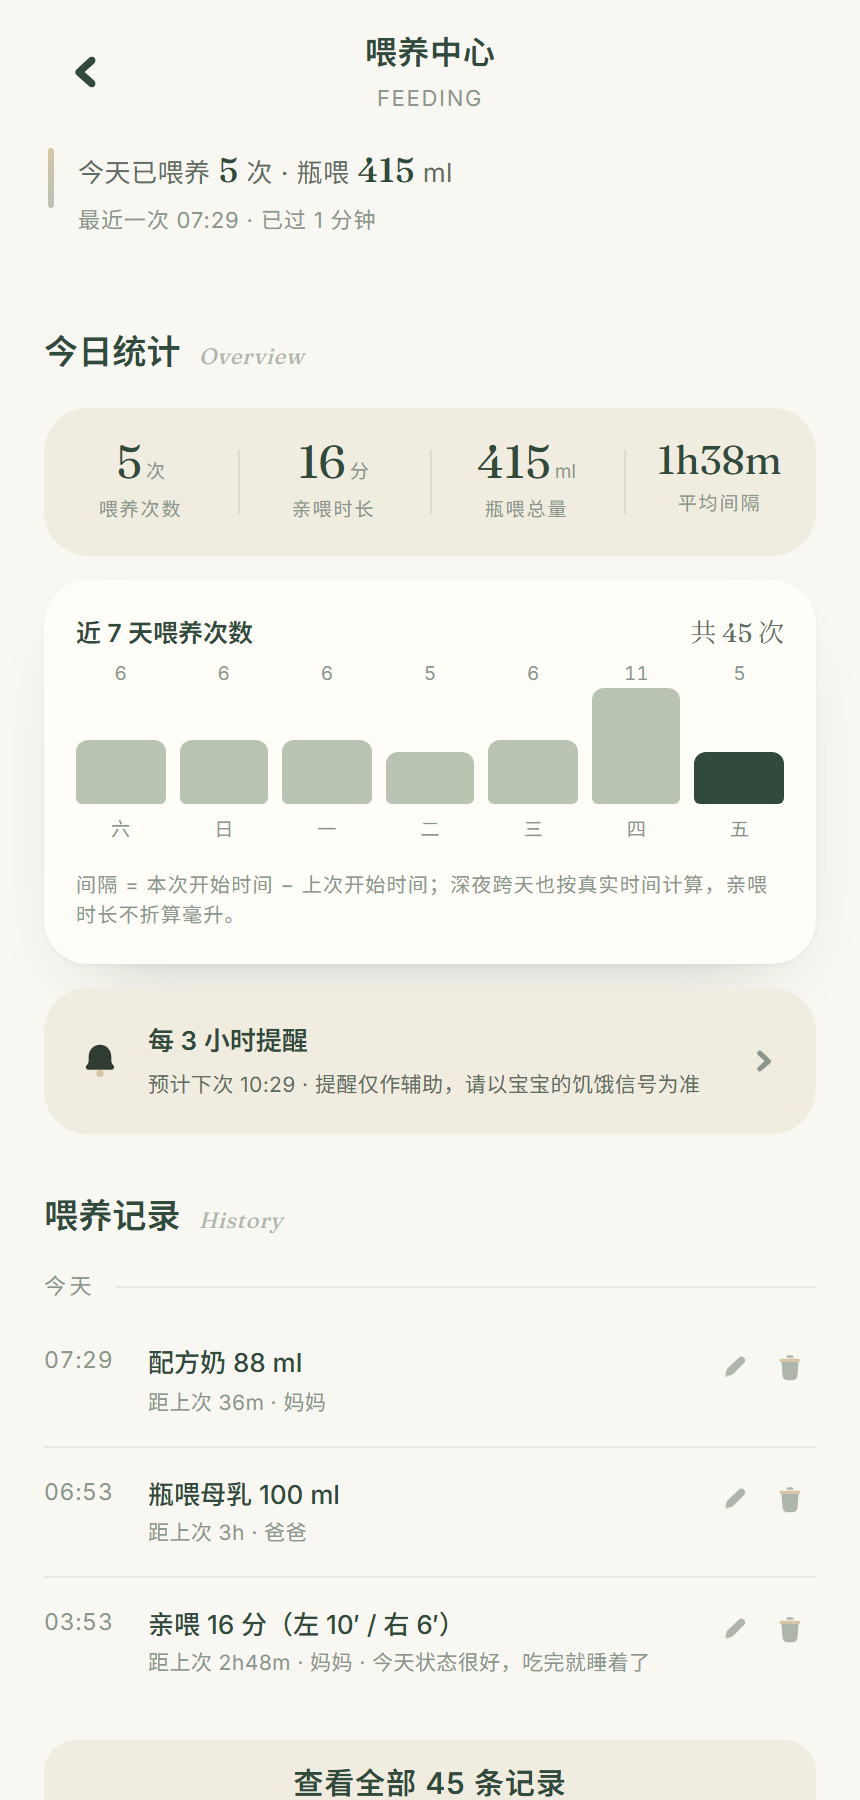 喂养中心
FEEDING
今天已喂养 5 次 · 瓶喂 415 ml
最近一次 07:29 · 已过 1 分钟
今日统计 Overview
5 次 16 分 415 ml 1h38m
喂养次数 亲喂时长 瓶喂总量 平均间隔
近 7 天喂养次数 共 45 次
6 6 6 5 6 11 5
六 日 一 二 三 四 五
间隔 = 本次开始时间 − 上次开始时间；深夜跨天也按真实时间计算，亲喂
时长不折算毫升。
每 3 小时提醒
预计下次 10:29 · 提醒仅作辅助，请以宝宝的饥饿信号为准
喂养记录 History
今天
07:29 配方奶 88 ml
距上次 36m · 妈妈
06:53 瓶喂母乳 100 ml
距上次 3h · 爸爸
03:53 亲喂 16 分（左 10′ / 右 6′）
距上次 2h48m · 妈妈 · 今天状态很好，吃完就睡着了
查看全部 45 条记录